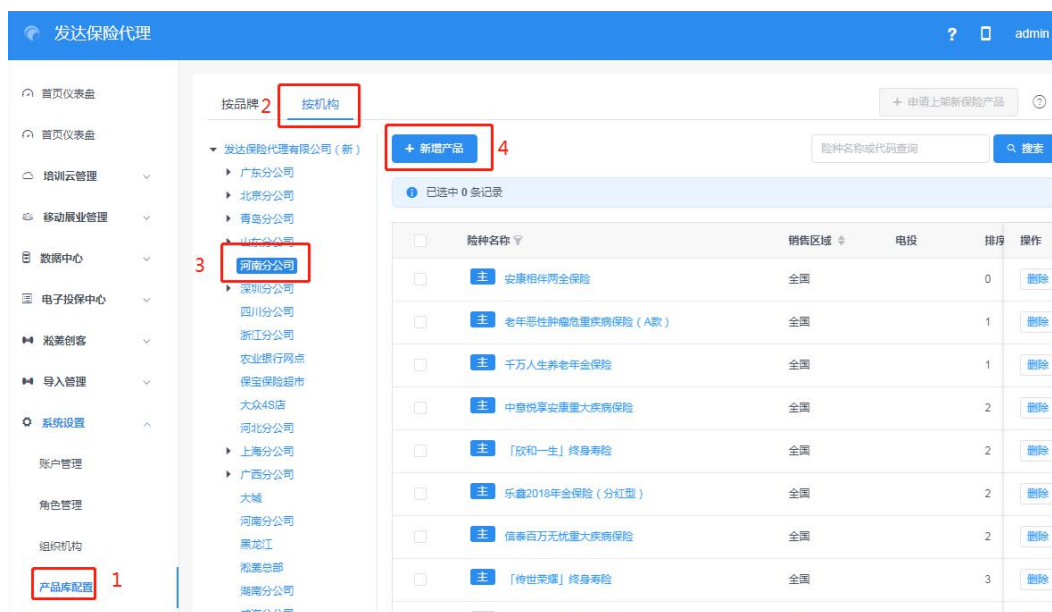 发达保险代理
? admin
首页仪表盘
首页仪表盘
培训云管理
移动展业管理
数据中心
电子投保中心
淞美创客
导入管理
系统设置
账户管理
角色管理
组织机构
产品库配置 1
按品牌 2 按机构
+ 申请上架新保险产品 ?
发达保险代理有限公司(新)
广东分公司
北京分公司
青岛分公司
山东分公司
3 河南分公司
深圳分公司
四川分公司
浙江分公司
农业银行网点
保宝保险超市
大众4S店
河北分公司
上海分公司
广西分公司
大城
河南分公司
黑龙江
淞美总部
湖南分公司
威海分公司
+ 新增产品 4
险种名称或代码查询 搜索
已选中 0 条记录
险种名称 销售区域 电投 排序 操作
主 安康相伴两全保险 全国 0 删除
主 老年恶性肿瘤危重疾病保险(A款) 全国 1 删除
主 千万人生养老年金保险 全国 1 删除
主 中意悦享安康重大疾病保险 全国 2 删除
主 「欣和一生」终身寿险 全国 2 删除
主 乐鑫2018年金保险(分红型) 全国 2 删除
主 信泰百万无忧重大疾病保险 全国 2 删除
主 「传世荣耀」终身寿险 全国 3 删除